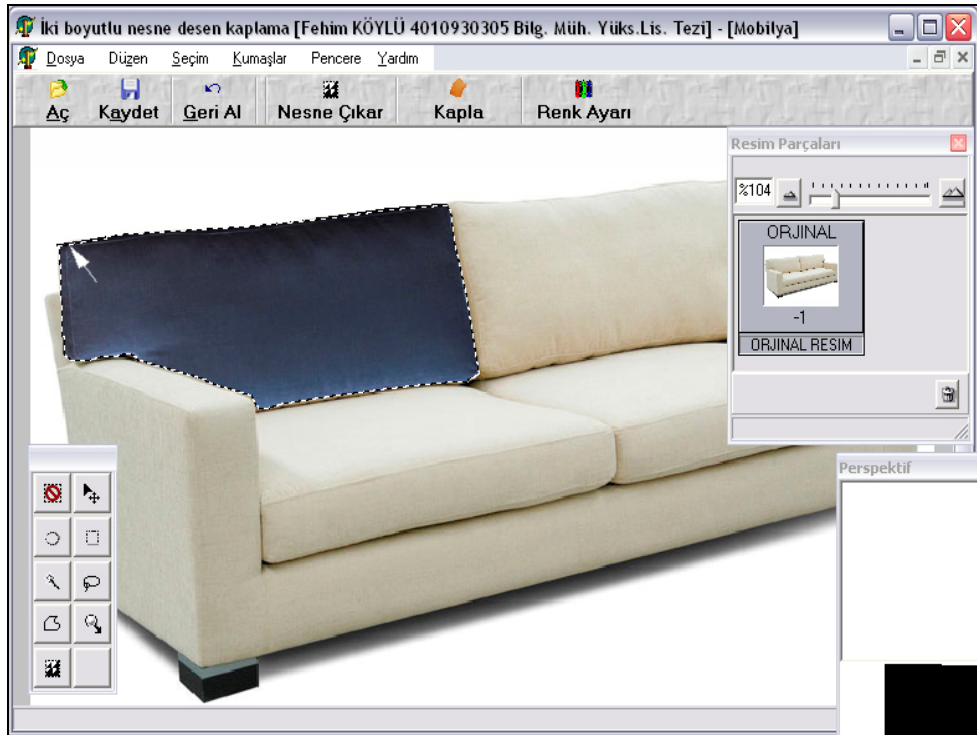 İki boyutlu nesne desen kaplama [Fehim KÖYLÜ 4010930305 Bilg. Müh. Yüks.Lis. Tezi] - [Mobilya]
Dosya Düzen Seçim Kumaşlar Pencere Yardım
Aç Kaydet Geri Al Nesne Çıkar Kapla Renk Ayarı
Resim Parçaları
%104
ORJINAL
-1
ORJINAL RESIM
Perspektif